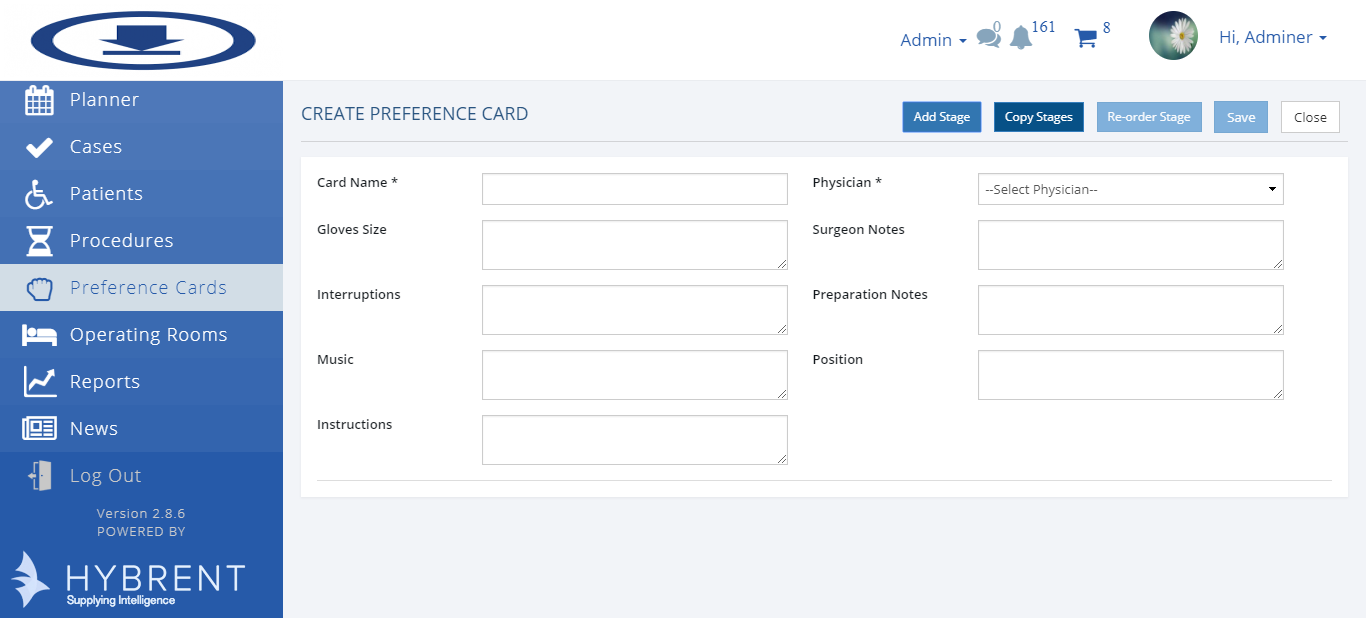 Admin
0
161
8
Hi, Adminer
Planner
Cases
Patients
Procedures
Preference Cards
Operating Rooms
Reports
News
Log Out
Version 2.8.6
POWERED BY
HYBRENT
Supplying Intelligence
CREATE PREFERENCE CARD
Add Stage
Copy Stages
Re-order Stage
Save
Close
Card Name *
Physician *
--Select Physician--
Gloves Size
Surgeon Notes
Interruptions
Preparation Notes
Music
Position
Instructions